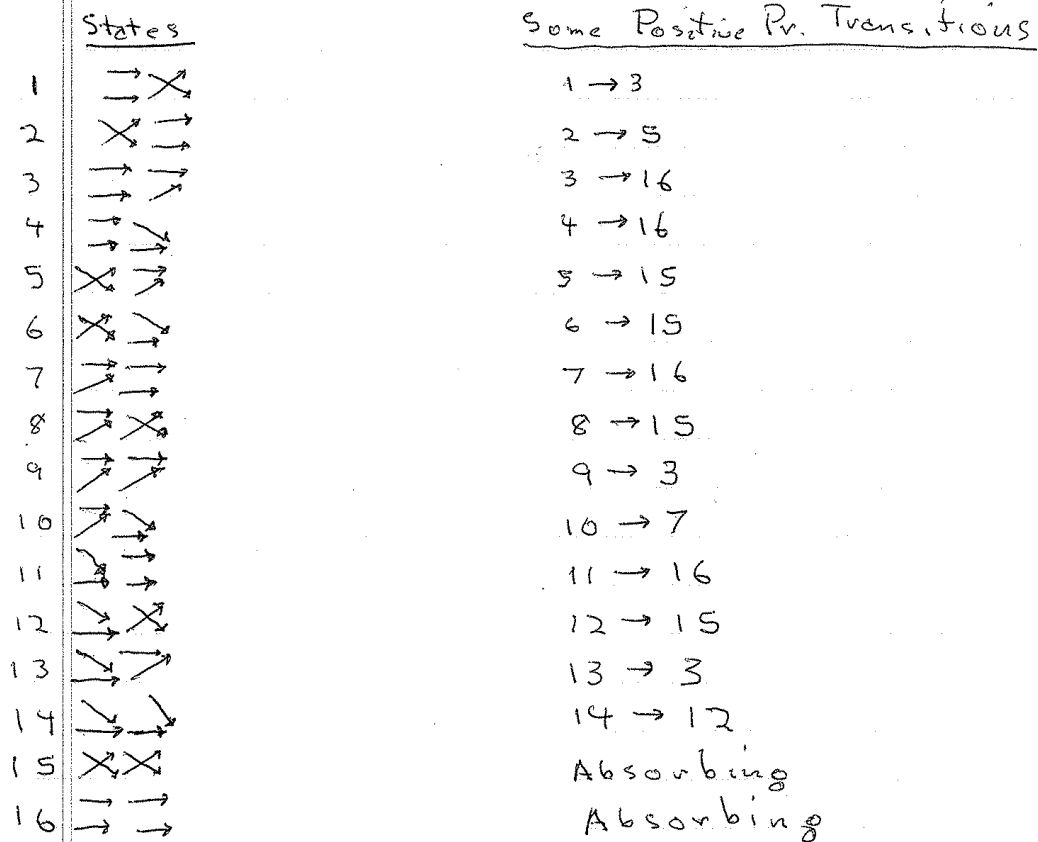 States Some Positive Pr. Transitions
1 1 → 3
2 2 → 5
3 3 → 16
4 4 → 16
5 5 → 15
6 6 → 15
7 7 → 16
8 8 → 15
9 9 → 3
10 10 → 7
11 11 → 16
12 12 → 15
13 13 → 3
14 14 → 12
15 Absorbing
16 Absorbing